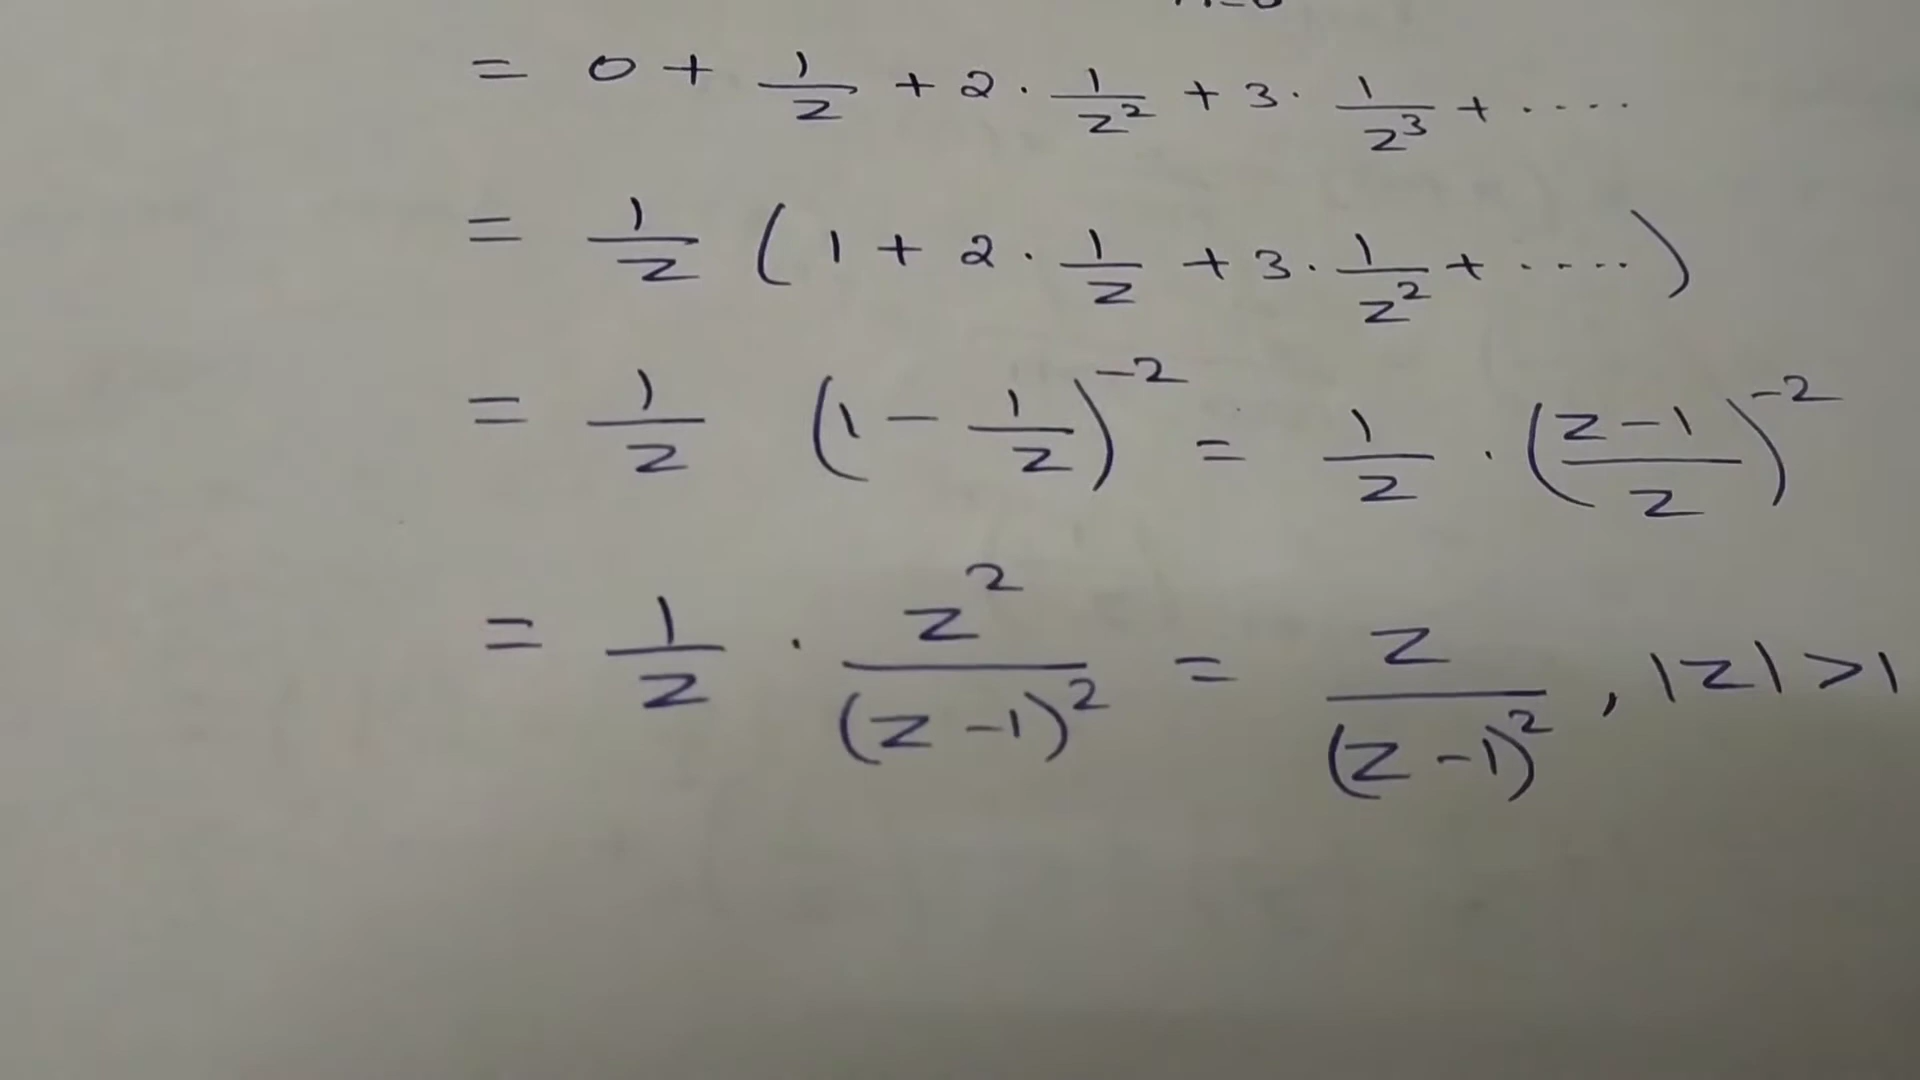 = 0 + 1/z + 2 · 1/z² + 3 · 1/z³ + ....
= 1/z ( 1 + 2 · 1/z + 3 · 1/z² + ..... )
= 1/z (1 - 1/z)⁻² = 1/z · ((z-1)/z)⁻²
= 1/z · z²/(z-1)² = z/(z-1)² , |z| > 1